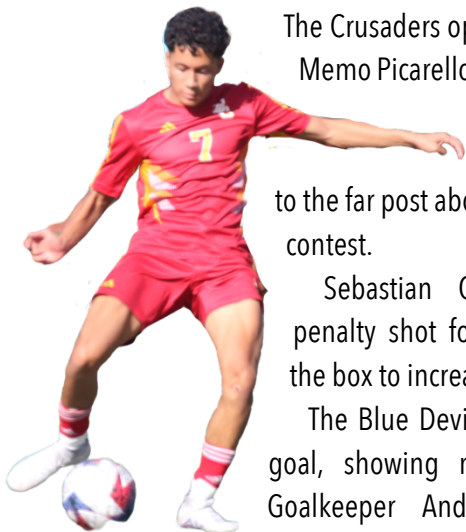 The Crusaders op
Memo Picarello
7
to the far post abo
contest.
Sebastian
penalty shot fo
the box to increa
The Blue Devi
goal, showing
Goalkeeper And